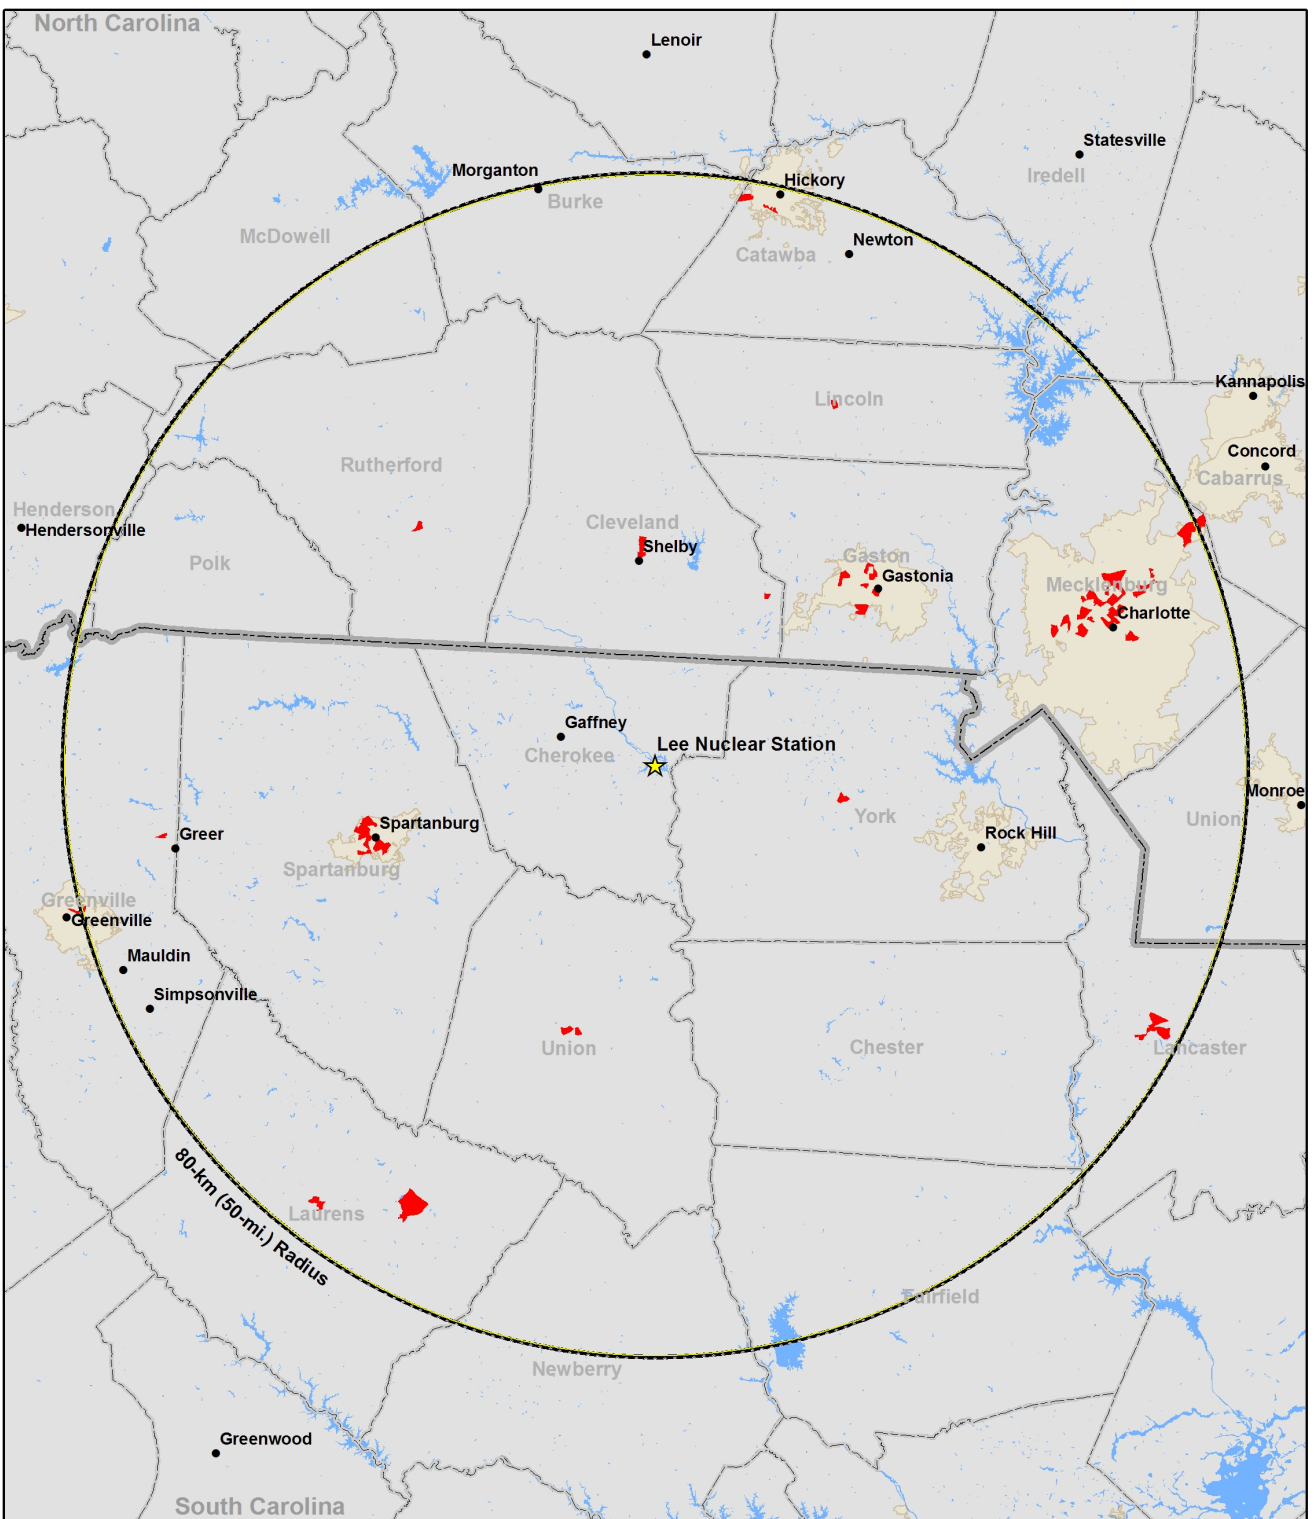 North Carolina
Lenoir
Statesville
Iredell
Morganton
Hickory
Burke
McDowell
Newton
Catawba
Kannapolis
Lincoln
Concord
Rutherford
Cabarrus
Henderson
Hendersonville
Cleveland
Shelby
Polk
Gaston
Gastonia
Mecklenburg
Charlotte
Gaffney
Cherokee
Lee Nuclear Station
Monroe
York
Union
Greer
Spartanburg
Rock Hill
Spartanburg
Greenville
Greenville
Mauldin
Simpsonville
Union
Chester
Lancaster
80-km (50-mi.) Radius
Laurens
Fairfield
Newberry
Greenwood
South Carolina